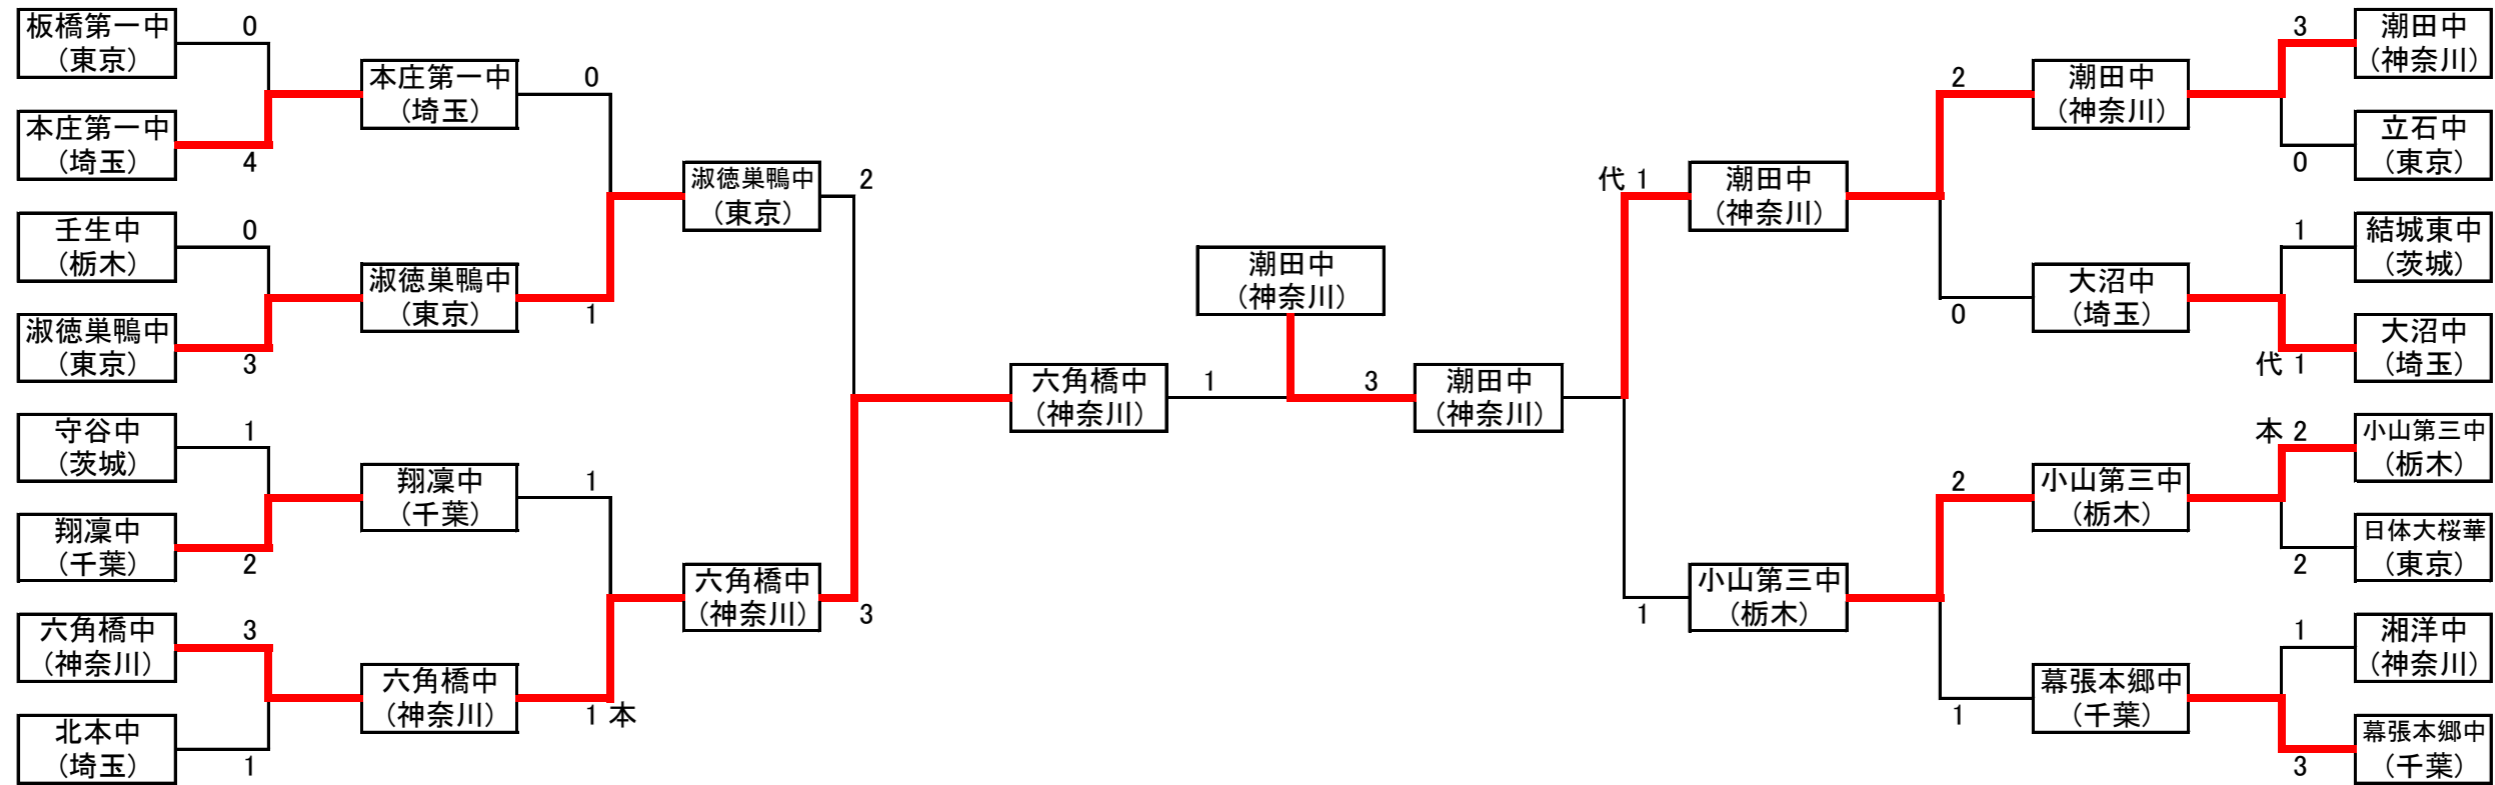 板橋第一中
(東京)
0
本庄第一中
(埼玉)
4
壬生中
(栃木)
0
淑徳巣鴨中
(東京)
3
守谷中
(茨城)
1
翔凜中
(千葉)
2
六角橋中
(神奈川)
3
北本中
(埼玉)
1
本庄第一中
(埼玉)
0
淑徳巣鴨中
(東京)
1
翔凜中
(千葉)
1
六角橋中
(神奈川)
1 本
淑徳巣鴨中
(東京)
2
六角橋中
(神奈川)
3
六角橋中
(神奈川)
1
潮田中
(神奈川)
3
潮田中
(神奈川)
代 1
潮田中
(神奈川)
1
小山第三中
(栃木)
2
潮田中
(神奈川)
0
大沼中
(埼玉)
2
小山第三中
(栃木)
1
幕張本郷中
(千葉)
3
潮田中
(神奈川)
0
立石中
(東京)
1
結城東中
(茨城)
代 1
大沼中
(埼玉)
本 2
小山第三中
(栃木)
2
日体大桜華
(東京)
1
湘洋中
(神奈川)
3
幕張本郷中
(千葉)